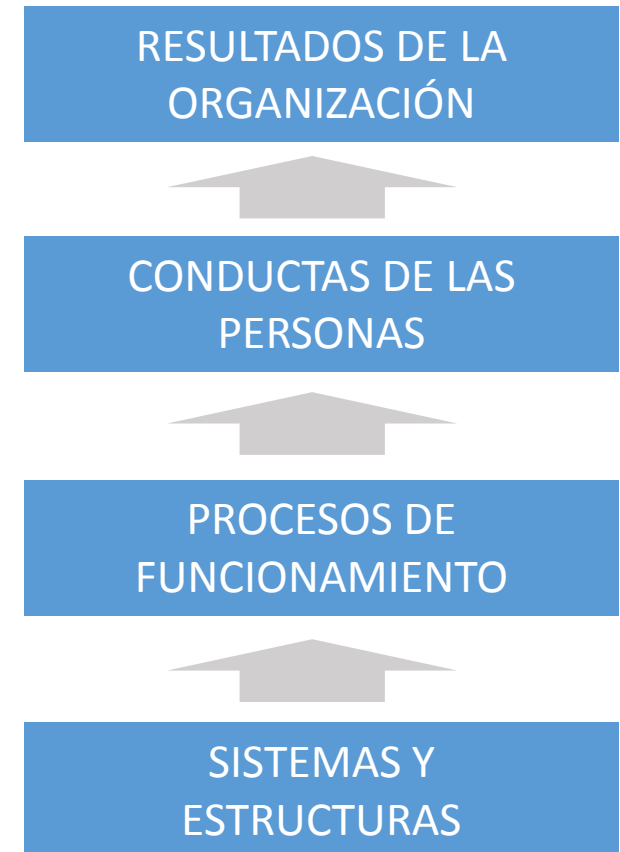 RESULTADOS DE LA
ORGANIZACIÓN
CONDUCTAS DE LAS
PERSONAS
PROCESOS DE
FUNCIONAMIENTO
SISTEMAS Y
ESTRUCTURAS